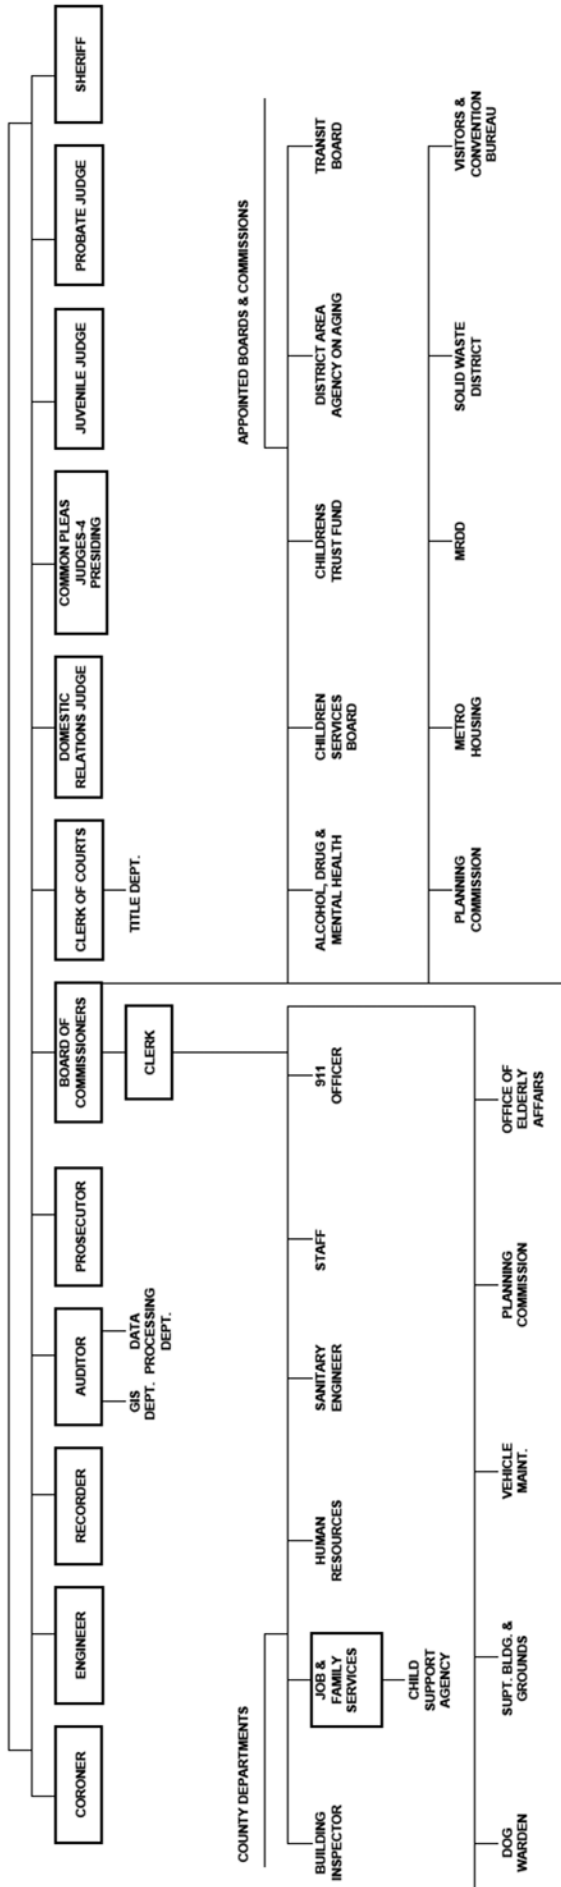 CORONER
ENGINEER
RECORDER
AUDITOR
GIS
DEPT.
DATA
PROCESSING
DEPT.
PROSECUTOR
BOARD OF
COMMISSIONERS
CLERK
CLERK OF COURTS
TITLE DEPT.
DOMESTIC
RELATIONS JUDGE
COMMON PLEAS
JUDGES-4
PRESIDING
JUVENILE JUDGE
PROBATE JUDGE
SHERIFF
COUNTY DEPARTMENTS
BUILDING
INSPECTOR
JOB &
FAMILY
SERVICES
CHILD
SUPPORT
AGENCY
HUMAN
RESOURCES
SANITARY
ENGINEER
STAFF
911
OFFICER
DOG
WARDEN
SUPT. BLDG. &
GROUNDS
VEHICLE
MAINT.
PLANNING
COMMISSION
OFFICE OF
ELDERLY
AFFAIRS
APPOINTED BOARDS & COMMISSIONS
ALCOHOL, DRUG &
MENTAL HEALTH
CHILDREN
SERVICES
BOARD
CHILDRENS
TRUST FUND
DISTRICT AREA
AGENCY ON AGING
TRANSIT
BOARD
PLANNING
COMMISSION
METRO
HOUSING
MRDD
SOLID WASTE
DISTRICT
VISITORS &
CONVENTION
BUREAU